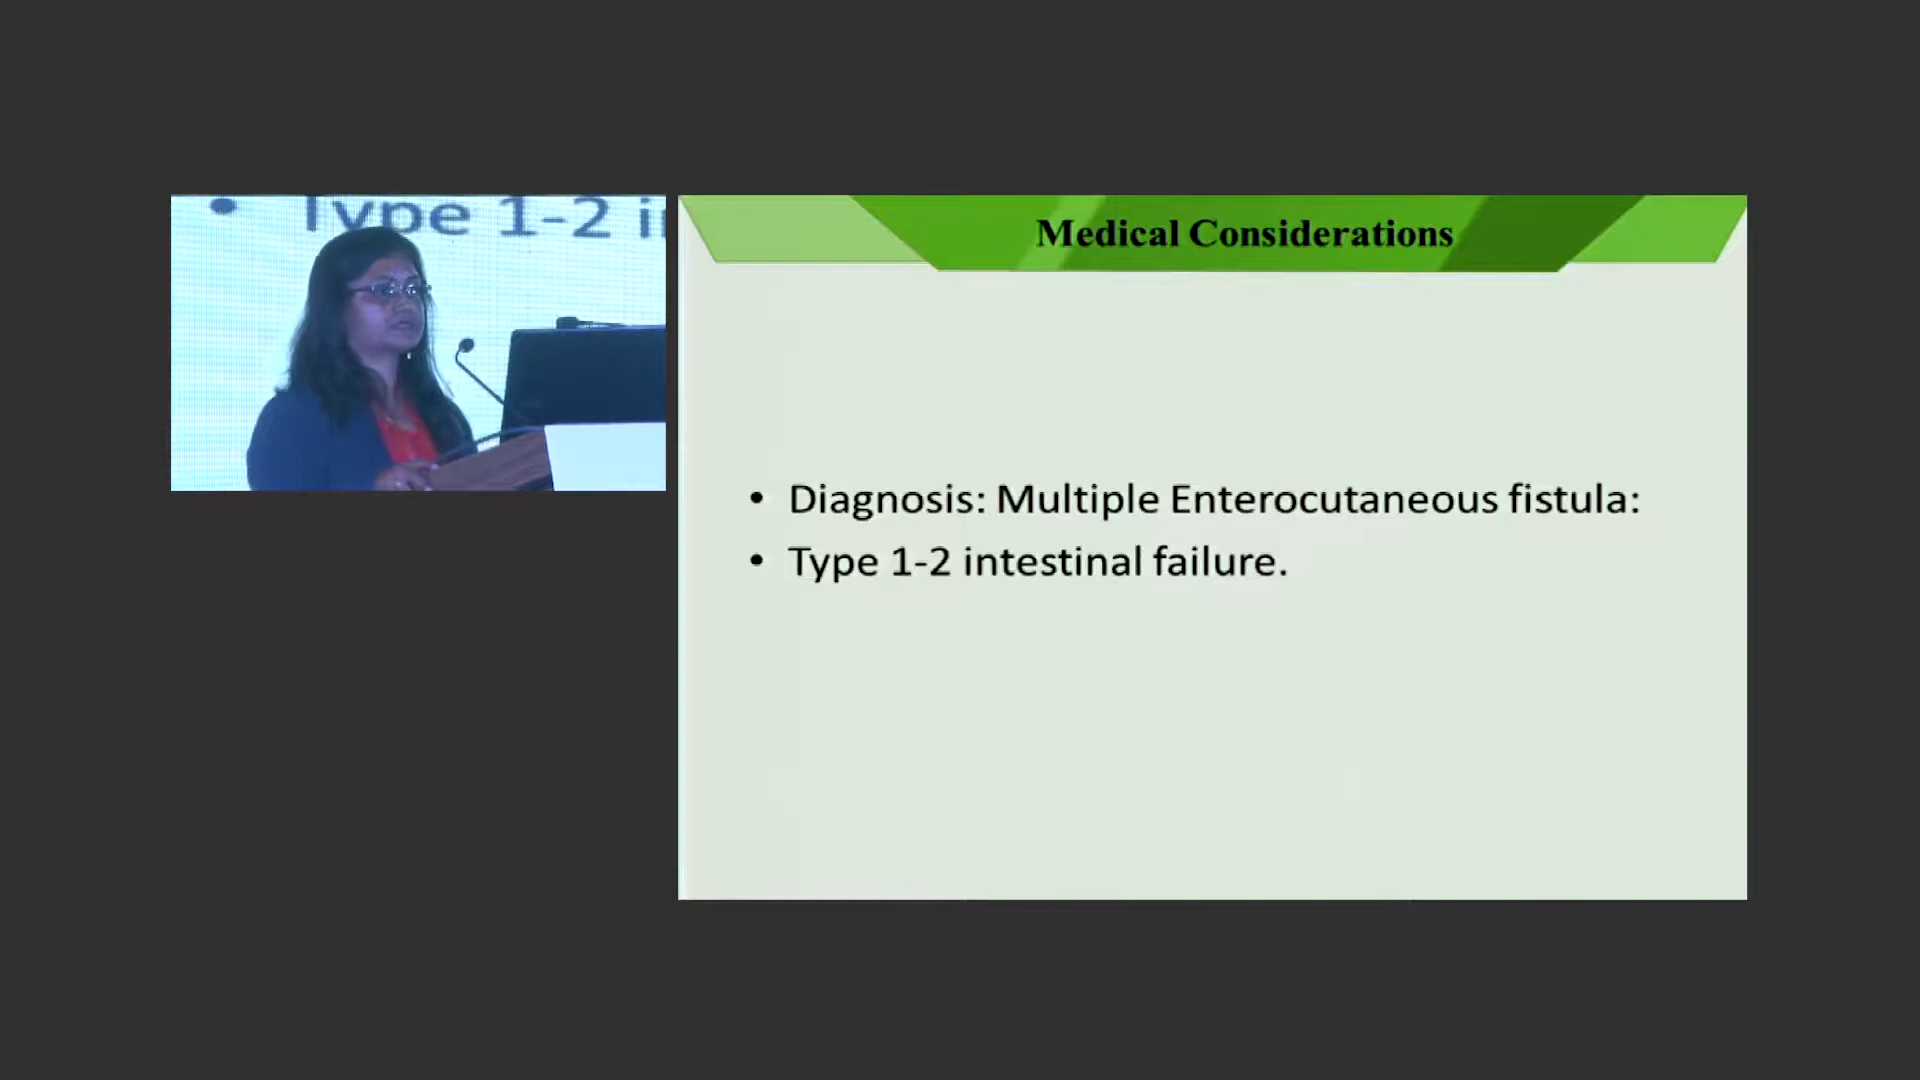 Type 1-2 i
Medical Considerations
• Diagnosis: Multiple Enterocutaneous fistula:
• Type 1-2 intestinal failure.